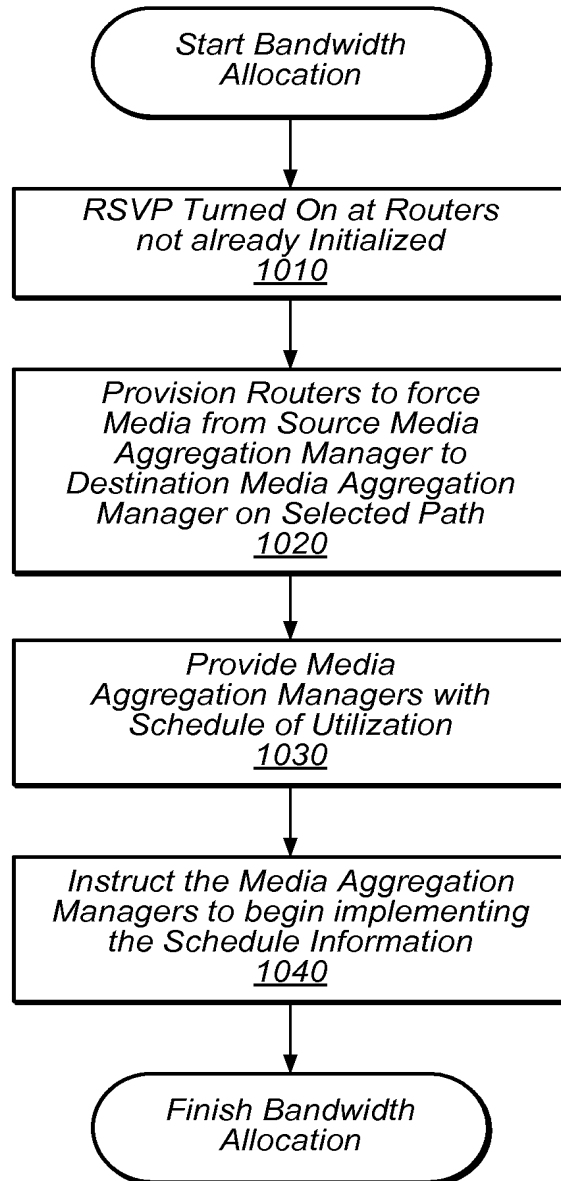 Start Bandwidth
Allocation
RSVP Turned On at Routers
not already Initialized
1010
Provision Routers to force
Media from Source Media
Aggregation Manager to
Destination Media Aggregation
Manager on Selected Path
1020
Provide Media
Aggregation Managers with
Schedule of Utilization
1030
Instruct the Media Aggregation
Managers to begin implementing
the Schedule Information
1040
Finish Bandwidth
Allocation